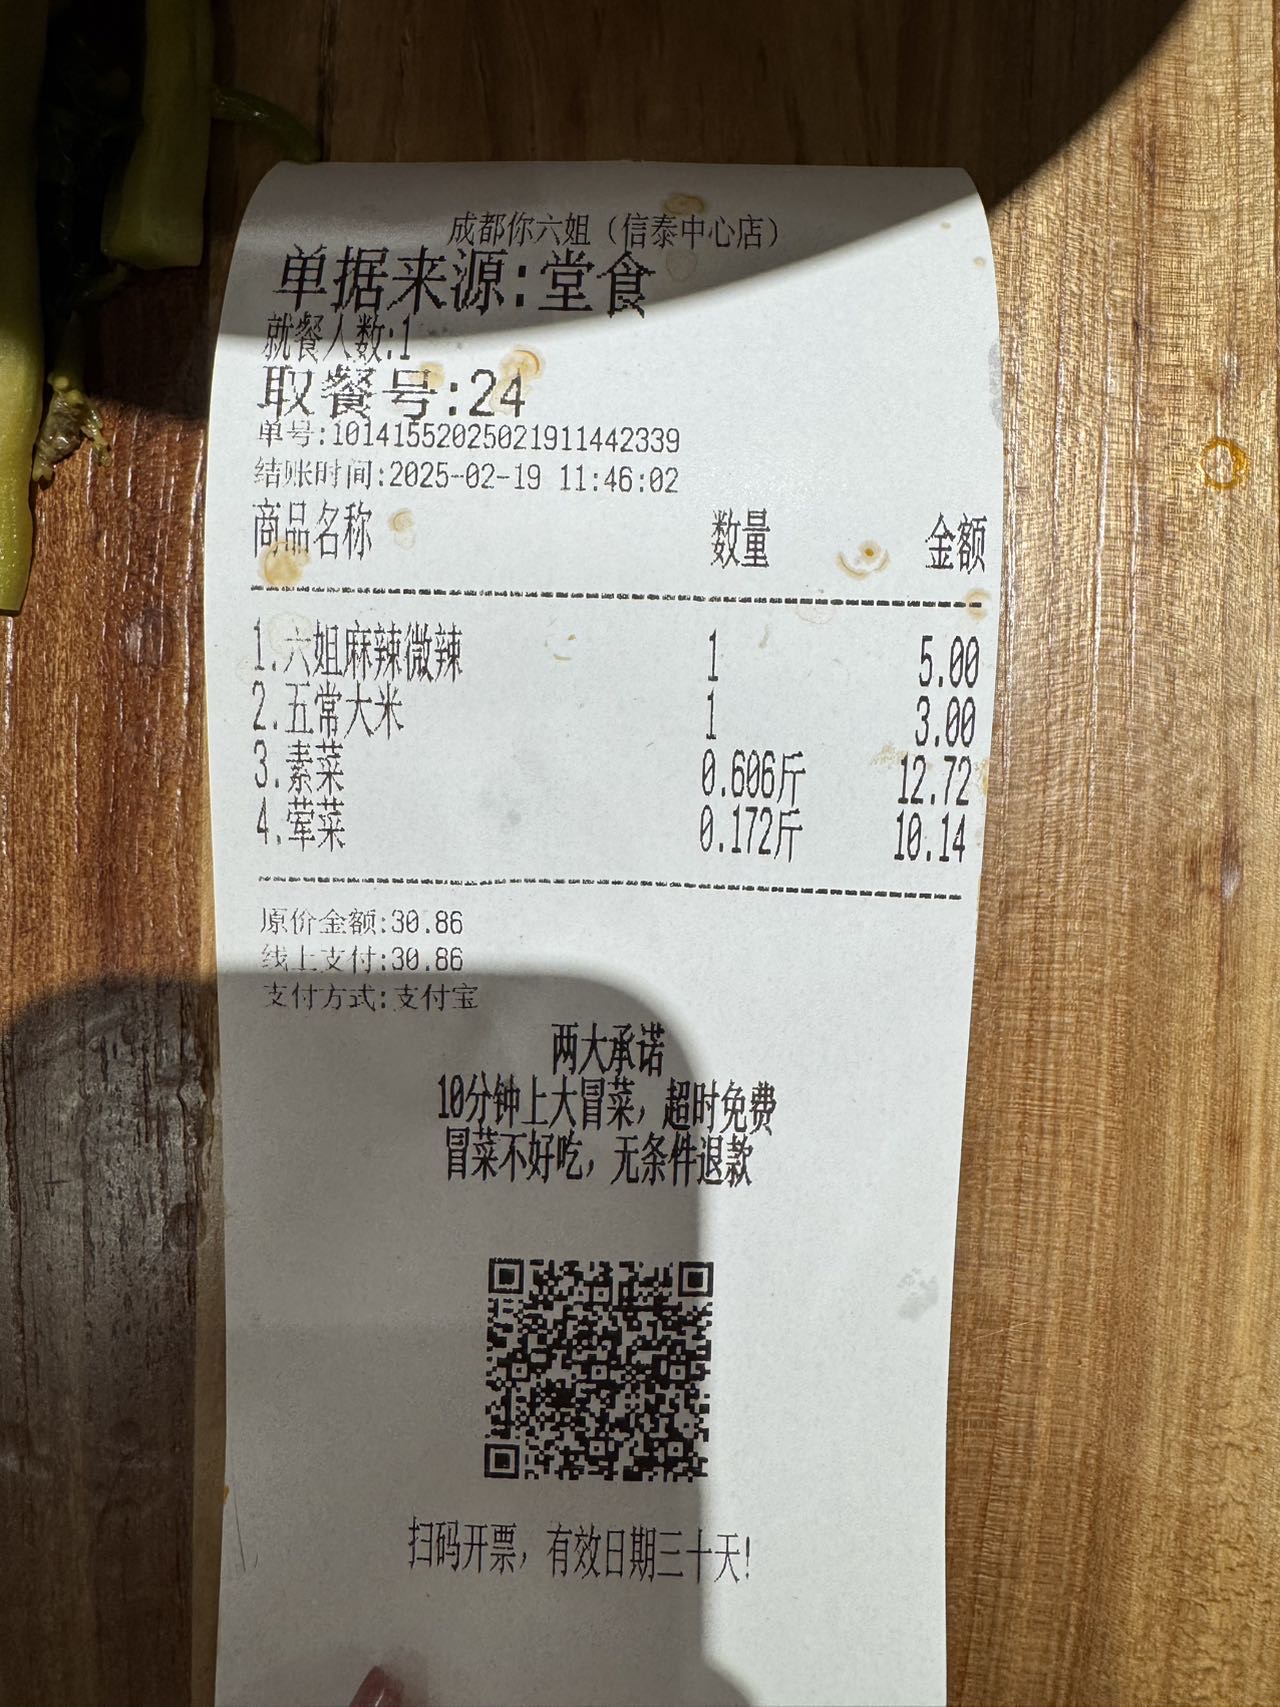 成都你六姐（信泰中心店）
单据来源:堂食
就餐人数:1
取餐号:24
单号:10141552025021911442339
结账时间:2025-02-19 11:46:02
商品名称 数量 金额
1.六姐麻辣微辣 1 5.00
2.五常大米 1 3.00
3.素菜 0.606斤 12.72
4.荤菜 0.172斤 10.14
原价金额:30.86
线上支付:30.86
支付方式:支付宝
两大承诺
10分钟上大冒菜，超时免费
冒菜不好吃，无条件退款
扫码开票，有效日期三十天!